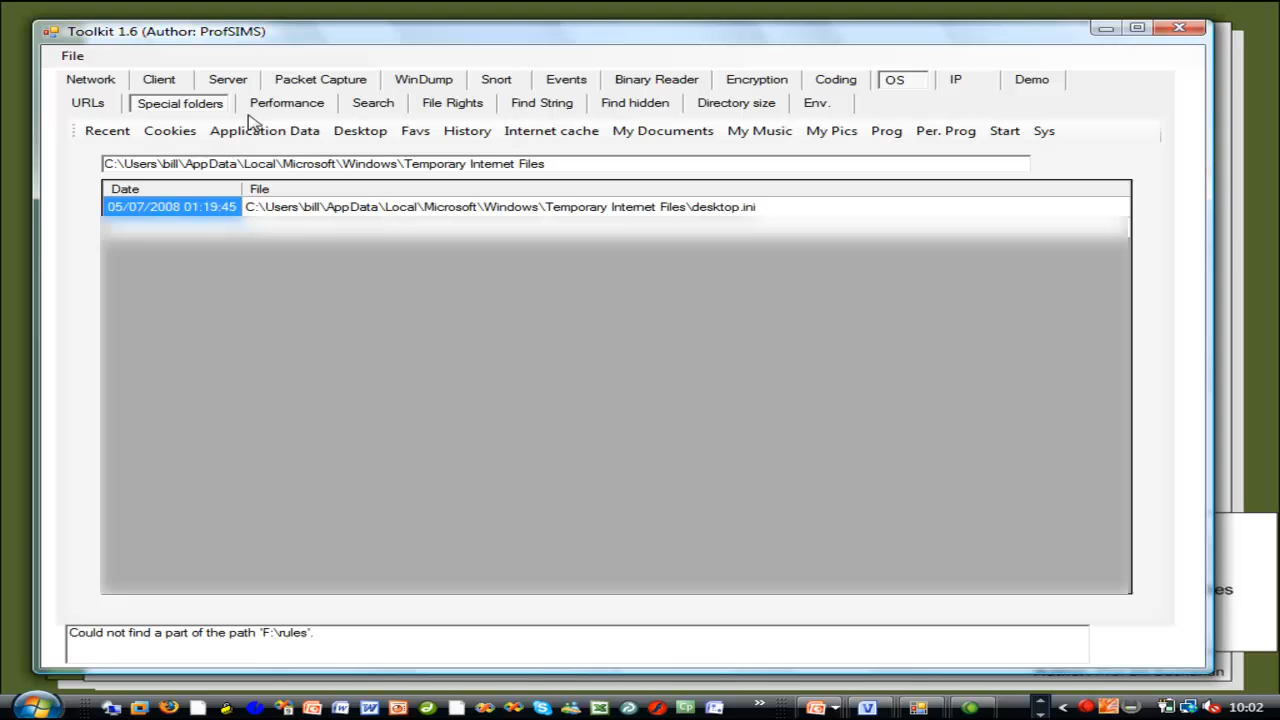 Toolkit 1.6 (Author: ProfSIMS)
File
Network Client Server Packet Capture WinDump Snort Events Binary Reader Encryption Coding OS IP Demo
URLs Special folders Performance Search File Rights Find String Find hidden Directory size Env.
Recent Cookies Application Data Desktop Favs History Internet cache My Documents My Music My Pics Prog Per. Prog Start Sys
C:\Users\bill\AppData\Local\Microsoft\Windows\Temporary Internet Files
Date File
05/07/2008 01:19:45 C:\Users\bill\AppData\Local\Microsoft\Windows\Temporary Internet Files\desktop.ini
es
Could not find a part of the path 'F:\rules'.
10:02